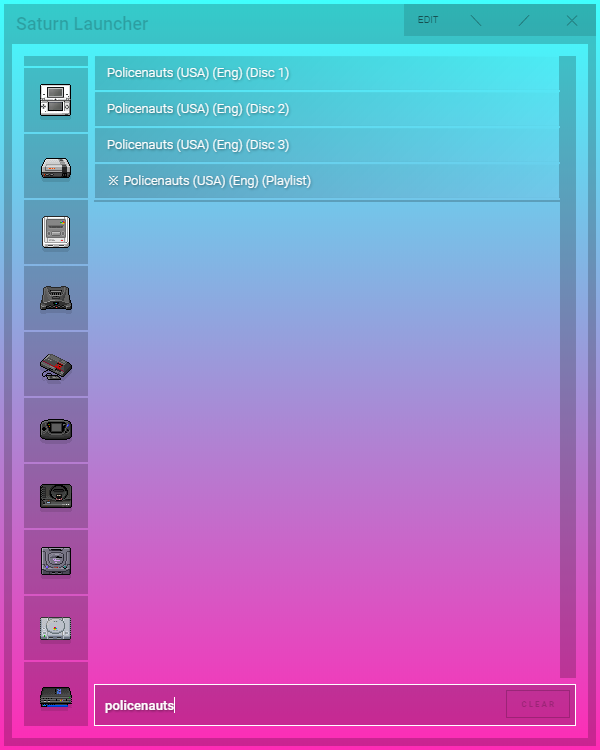 Saturn Launcher
EDIT
Policenauts (USA) (Eng) (Disc 1)
Policenauts (USA) (Eng) (Disc 2)
Policenauts (USA) (Eng) (Disc 3)
※ Policenauts (USA) (Eng) (Playlist)
policenauts
CLEAR